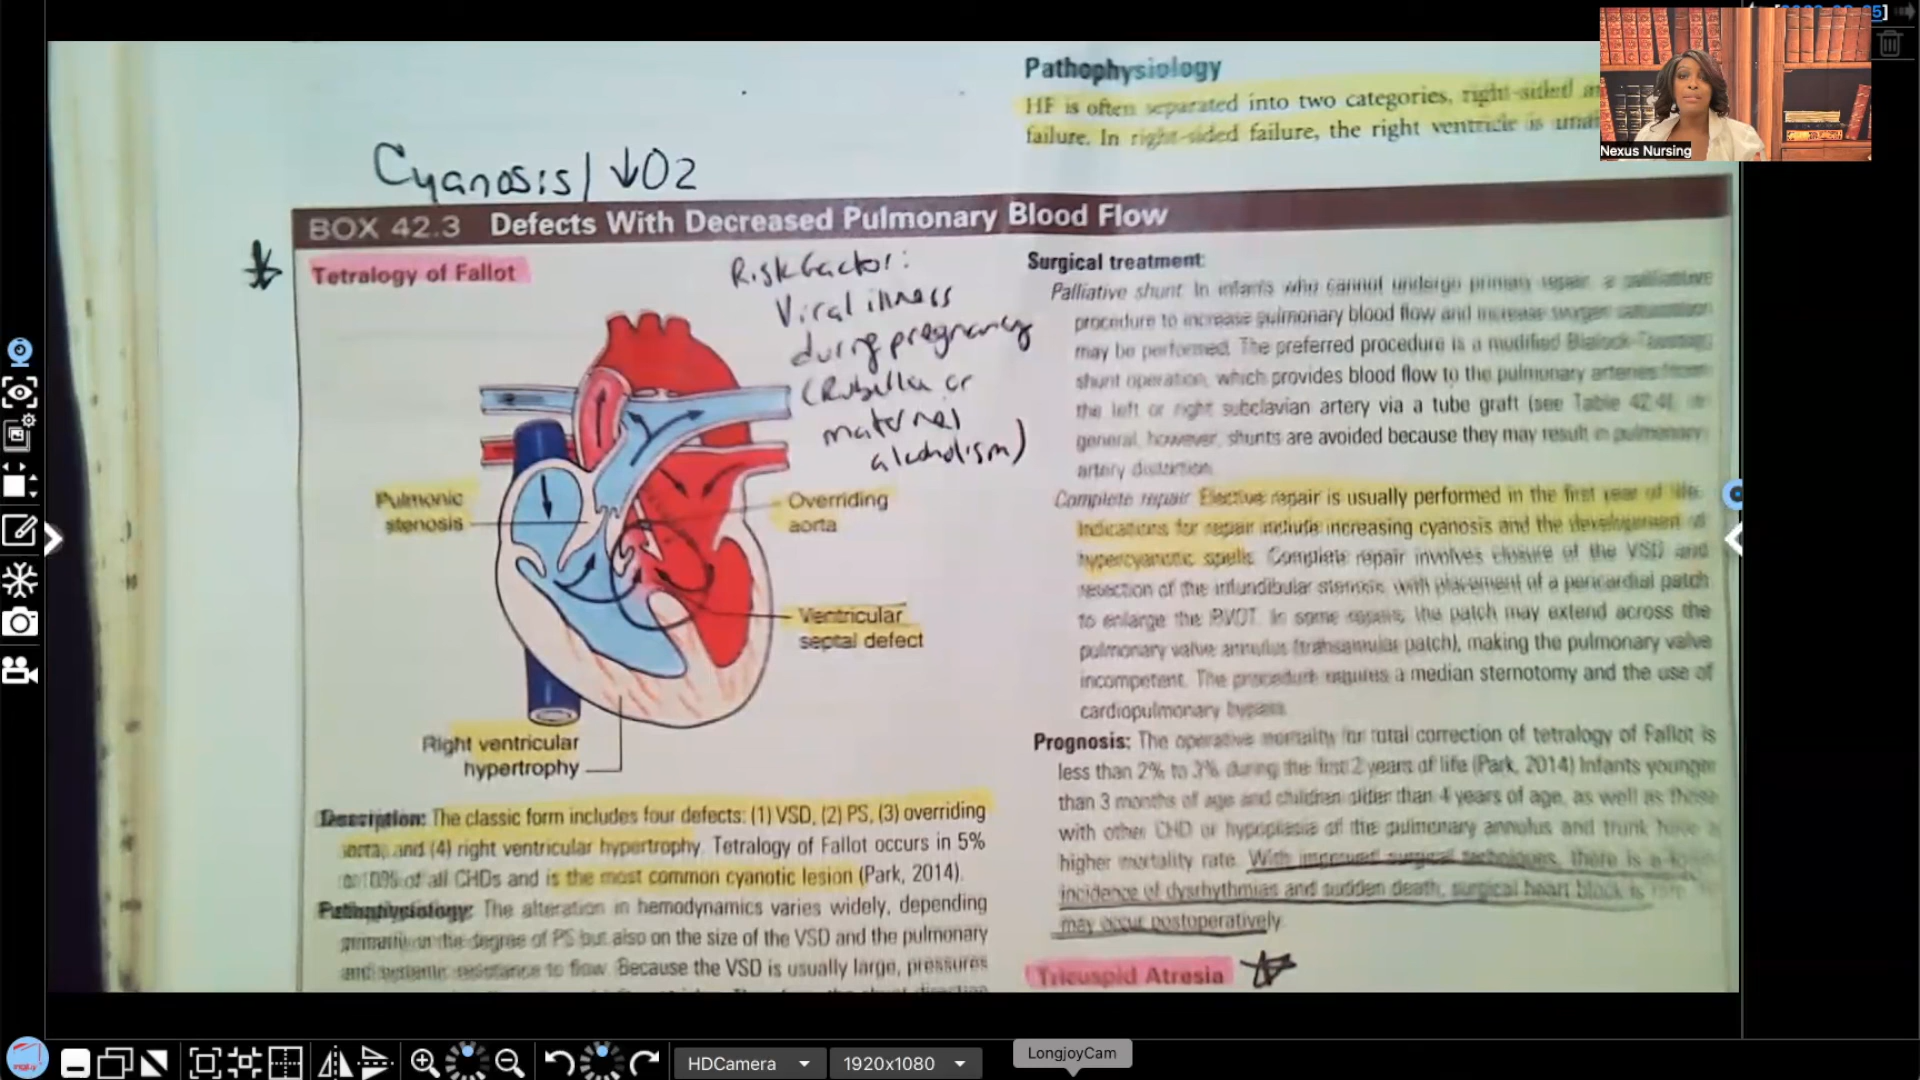 Pathophysiology
HF is often separated into two categories, right-sided
failure. In right-sided failure, the right ventricle is
Nexus Nursing
Cyanosis/ ↓O2
BOX 42.3 Defects With Decreased Pulmonary Blood Flow
Tetralogy of Fallot
Risk factor:
Viral illness
during pregnancy
(Rubella or
maternal
alcoholism)
Pulmonic
stenosis
Overriding
aorta
Ventricular
septal defect
Right ventricular
hypertrophy
Description: The classic form includes four defects: (1) VSD, (2) PS, (3) overriding
aorta, and (4) right ventricular hypertrophy. Tetralogy of Fallot occurs in 5%
to 10% of all CHDs and is the most common cyanotic lesion (Park, 2014).
Pathophysiology: The alteration in hemodynamics varies widely, depending
primarily on the degree of PS but also on the size of the VSD and the pulmonary
and systemic resistance to flow. Because the VSD is usually large, pressures
Surgical treatment:
Palliative shunt. In infants who cannot undergo primary repair, a palliative
procedure to increase pulmonary blood flow and increase oxygen saturation
may be performed. The preferred procedure is a modified Blalock-Taussig
shunt operation, which provides blood flow to the pulmonary arteries from
the left or right subclavian artery via a tube graft (see Table 42.4). In
general, however, shunts are avoided because they may result in pulmonary
artery distortion.
Complete repair. Elective repair is usually performed in the first year of life.
Indications for repair include increasing cyanosis and the development of
hypercyanotic spells. Complete repair involves closure of the VSD and
resection of the infundibular stenosis, with placement of a pericardial patch
to enlarge the RVOT. In some repairs, the patch may extend across the
pulmonary valve annulus (transannular patch), making the pulmonary valve
incompetent. The procedure requires a median sternotomy and the use of
cardiopulmonary bypass.
Prognosis: The operative mortality for total correction of tetralogy of Fallot is
less than 2% to 3% during the first 2 years of life (Park, 2014) Infants younger
than 3 months of age and children older than 4 years of age, as well as those
with other CHD or hypoplasia of the pulmonary annulus and trunk have a
higher mortality rate. With improved surgical techniques, there is a
incidence of dysrhythmias and sudden death; surgical heart block is rare
may occur postoperatively.
Tricuspid Atresia
HDCamera
1920x1080
LongjoyCam